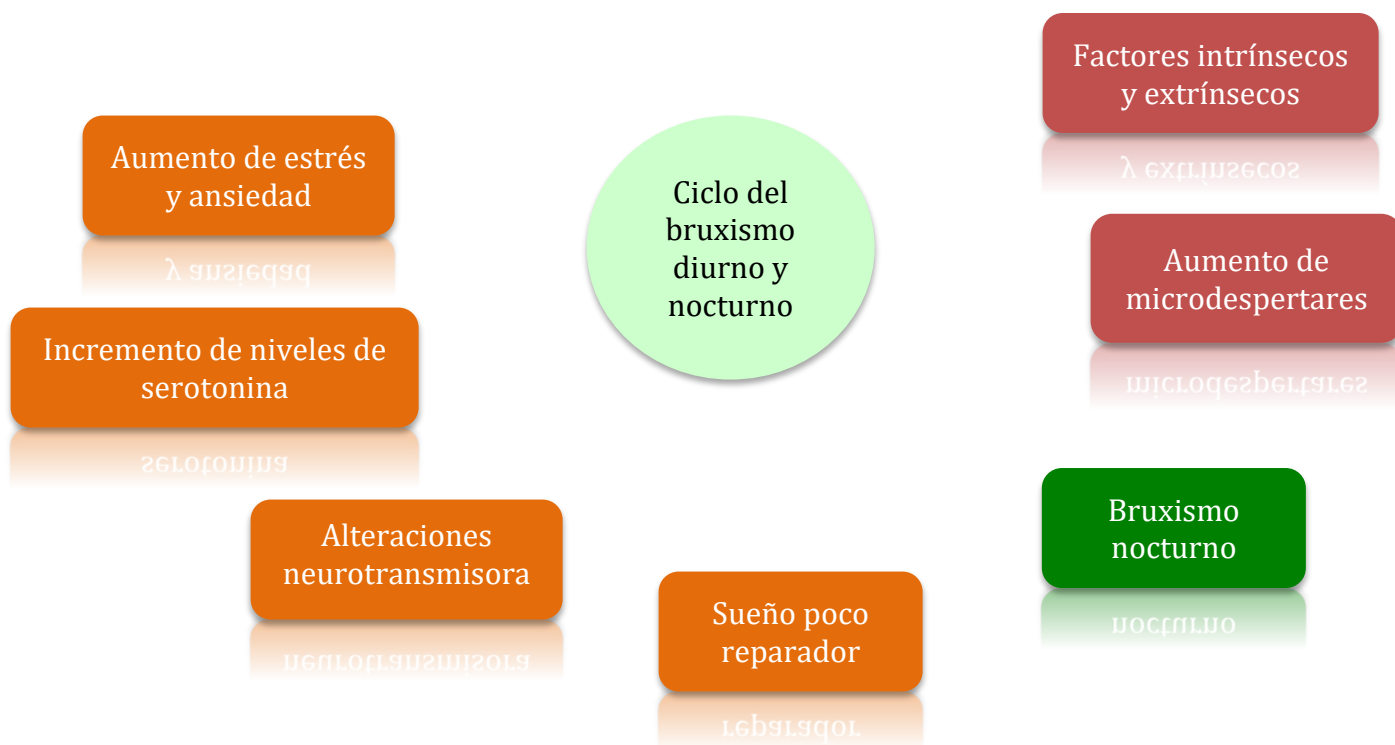 Factores intrínsecos
y extrínsecos
Aumento de estrés
y ansiedad
Ciclo del
bruxismo
diurno y
nocturno
Aumento de
microdespertares
Incremento de niveles de
serotonina
Bruxismo
nocturno
Alteraciones
neurotransmisora
Sueño poco
reparador